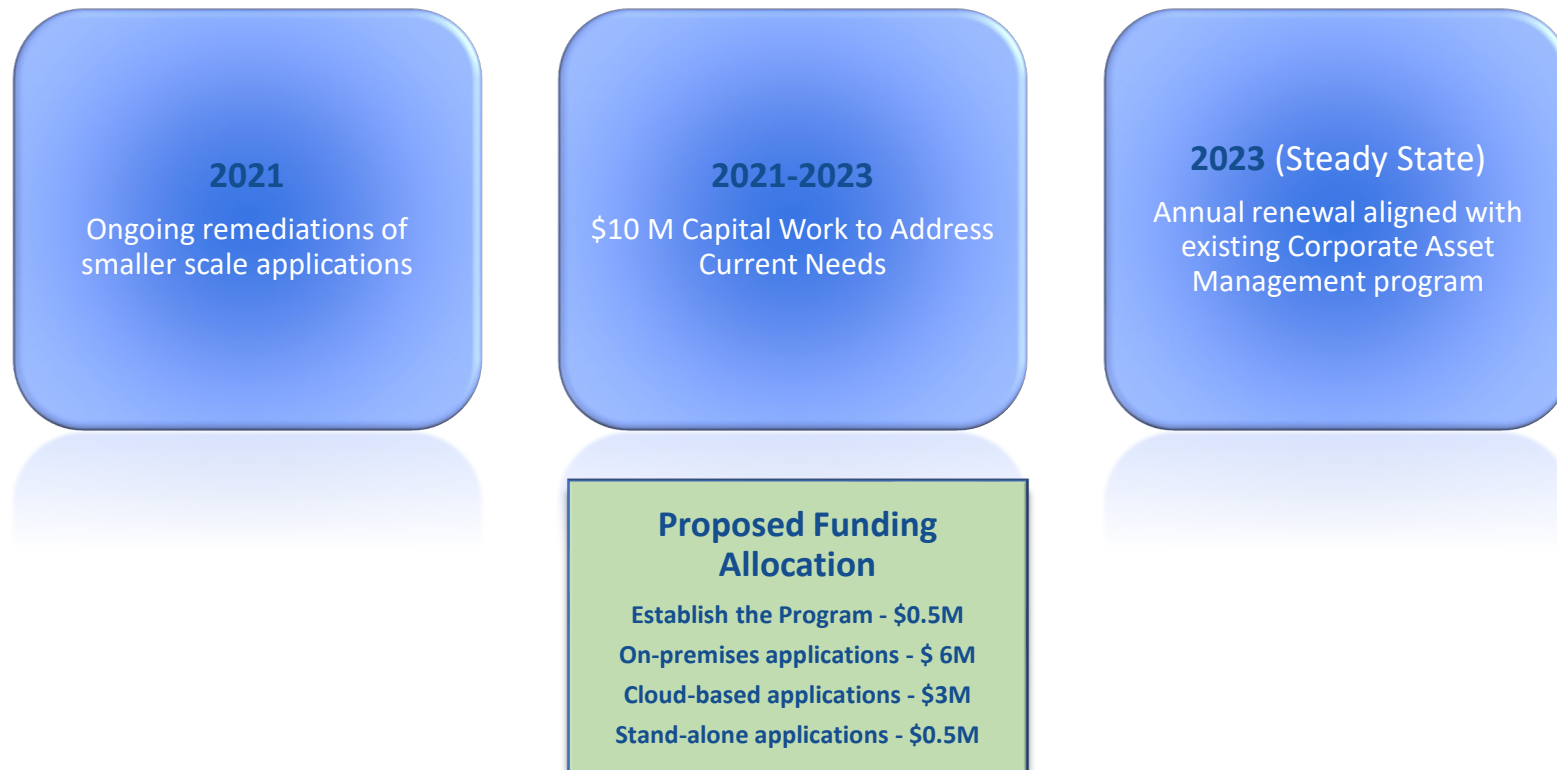 2021
Ongoing remediations of
smaller scale applications
2021-2023
$10 M Capital Work to Address
Current Needs
2023 (Steady State)
Annual renewal aligned with
existing Corporate Asset
Management program
Proposed Funding
Allocation
Establish the Program - $0.5M
On-premises applications - $ 6M
Cloud-based applications - $3M
Stand-alone applications - $0.5M